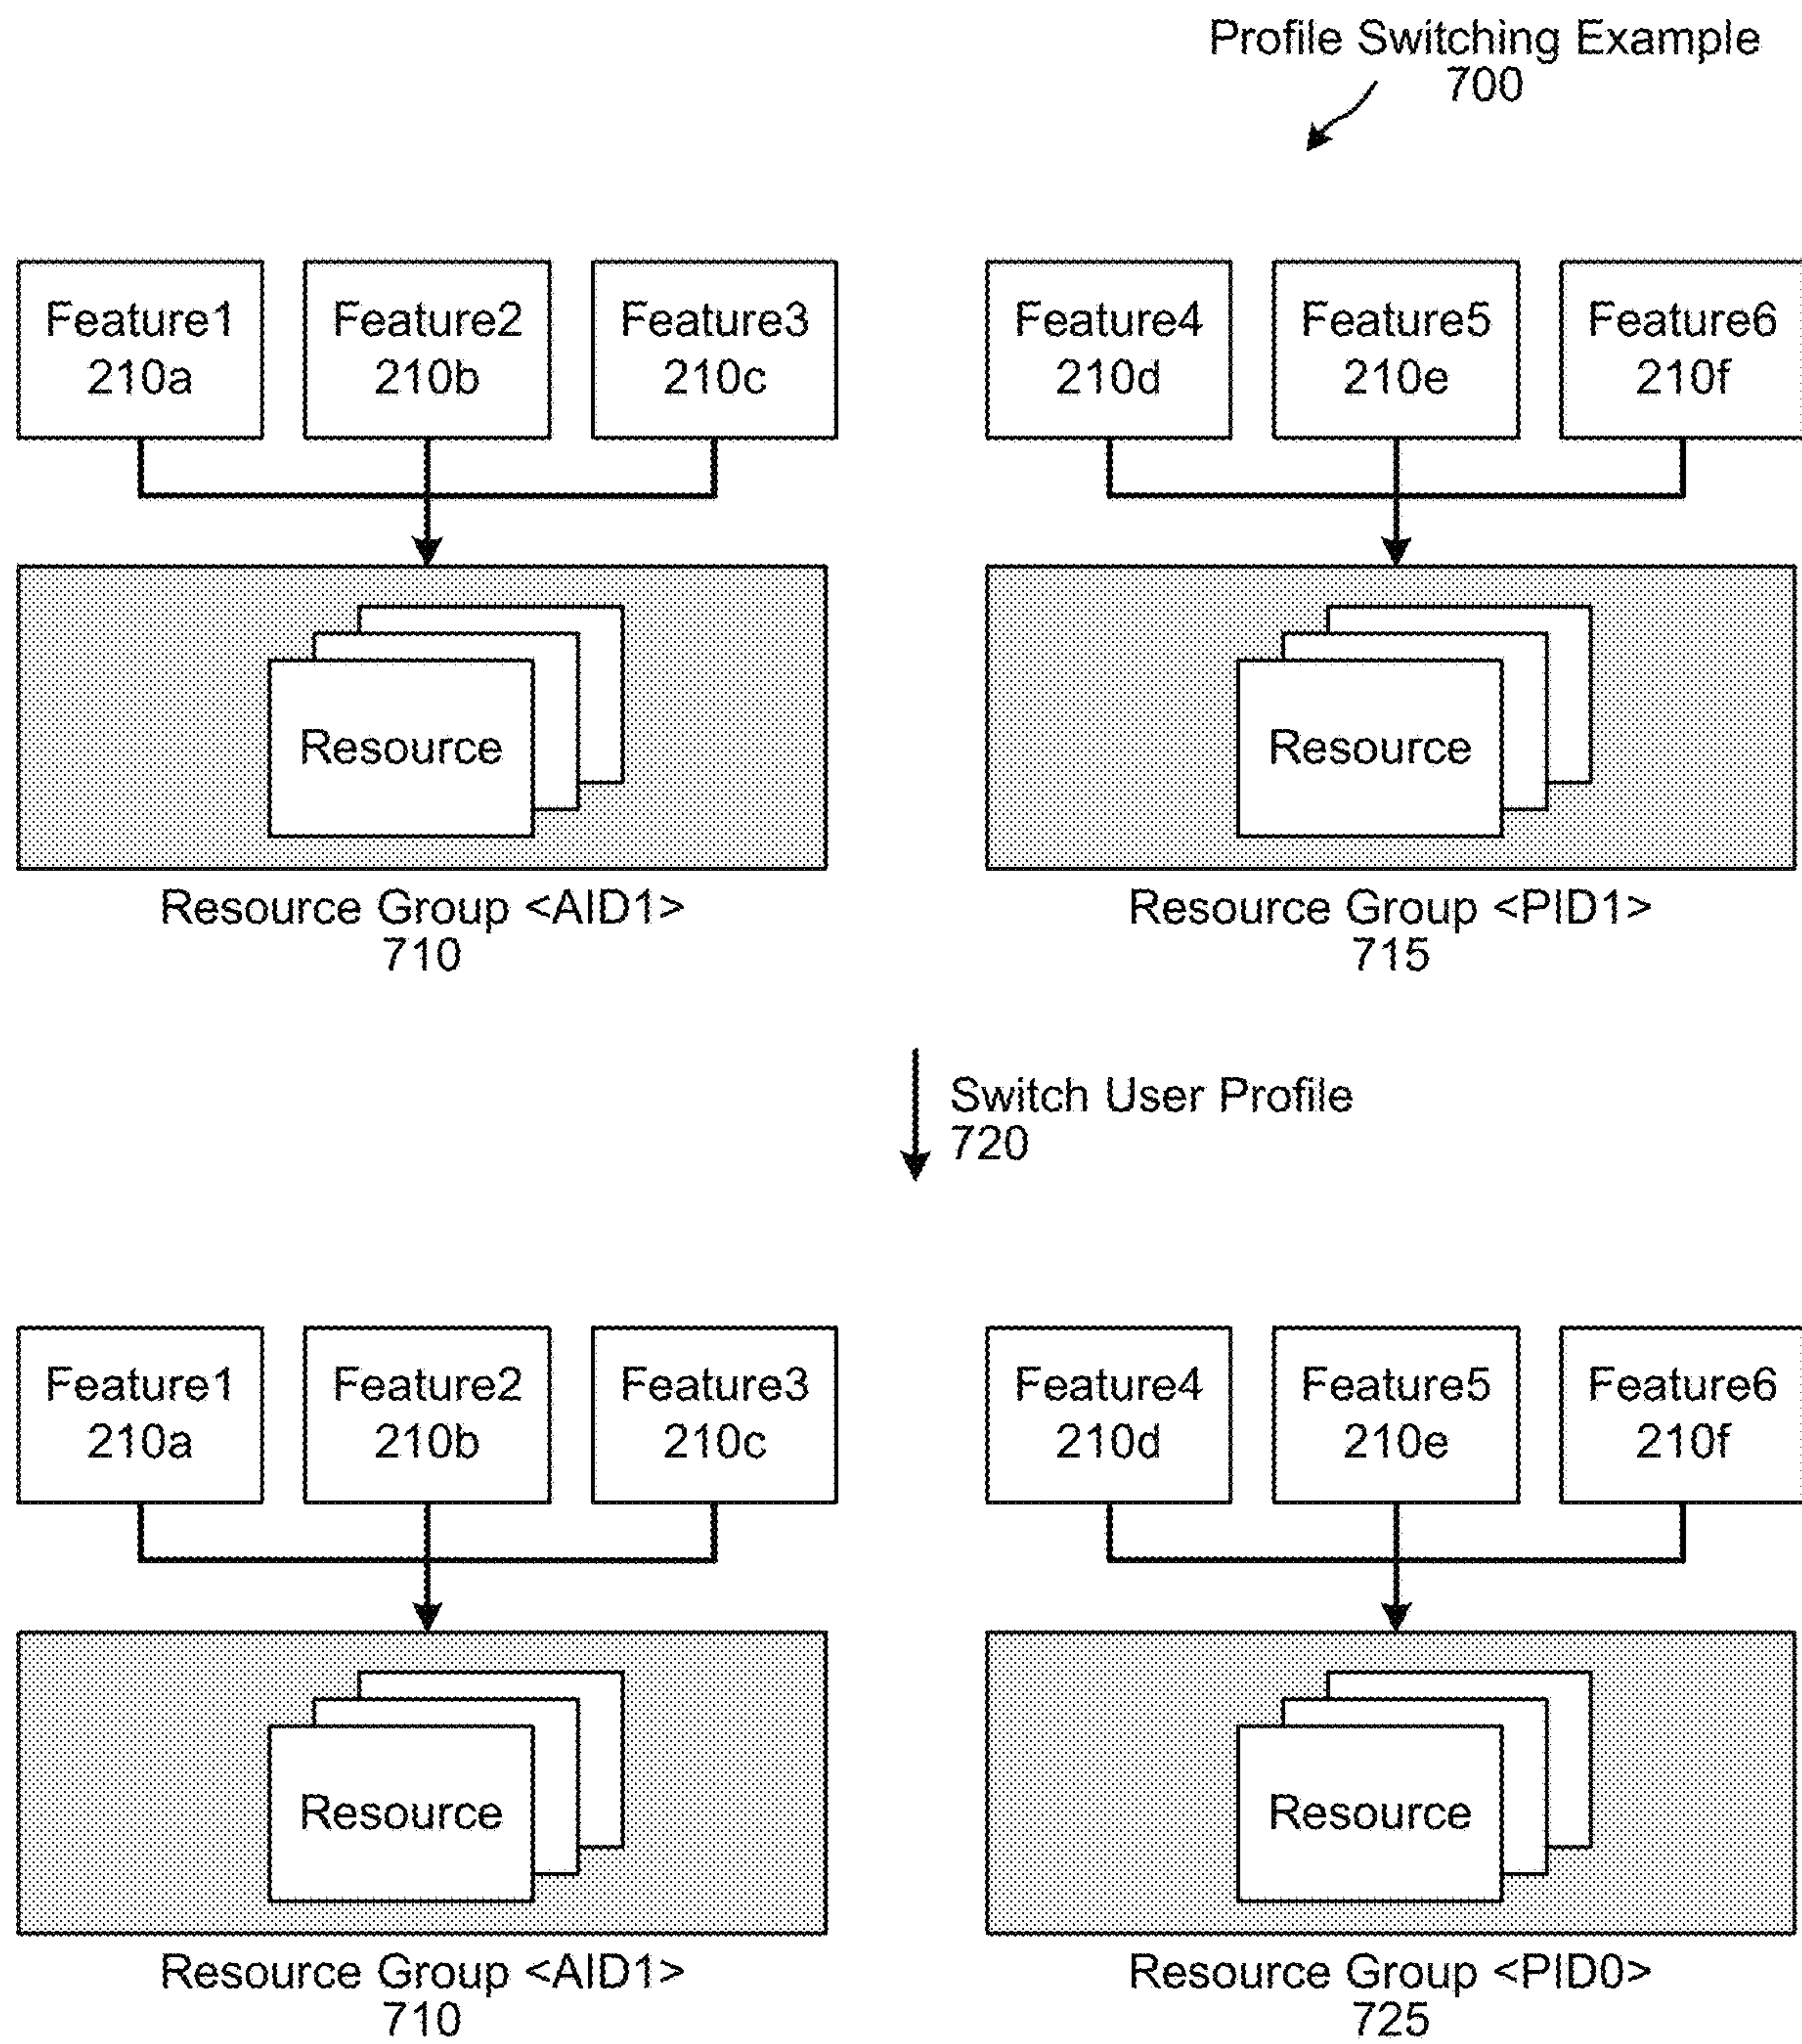 Profile Switching Example
700
Feature1
210a
Feature2
210b
Feature3
210c
Feature4
210d
Feature5
210e
Feature6
210f
Resource
Resource
Resource Group <AID1>
710
Resource Group <PID1>
715
Switch User Profile
720
Feature1
210a
Feature2
210b
Feature3
210c
Feature4
210d
Feature5
210e
Feature6
210f
Resource
Resource
Resource Group <AID1>
710
Resource Group <PID0>
725